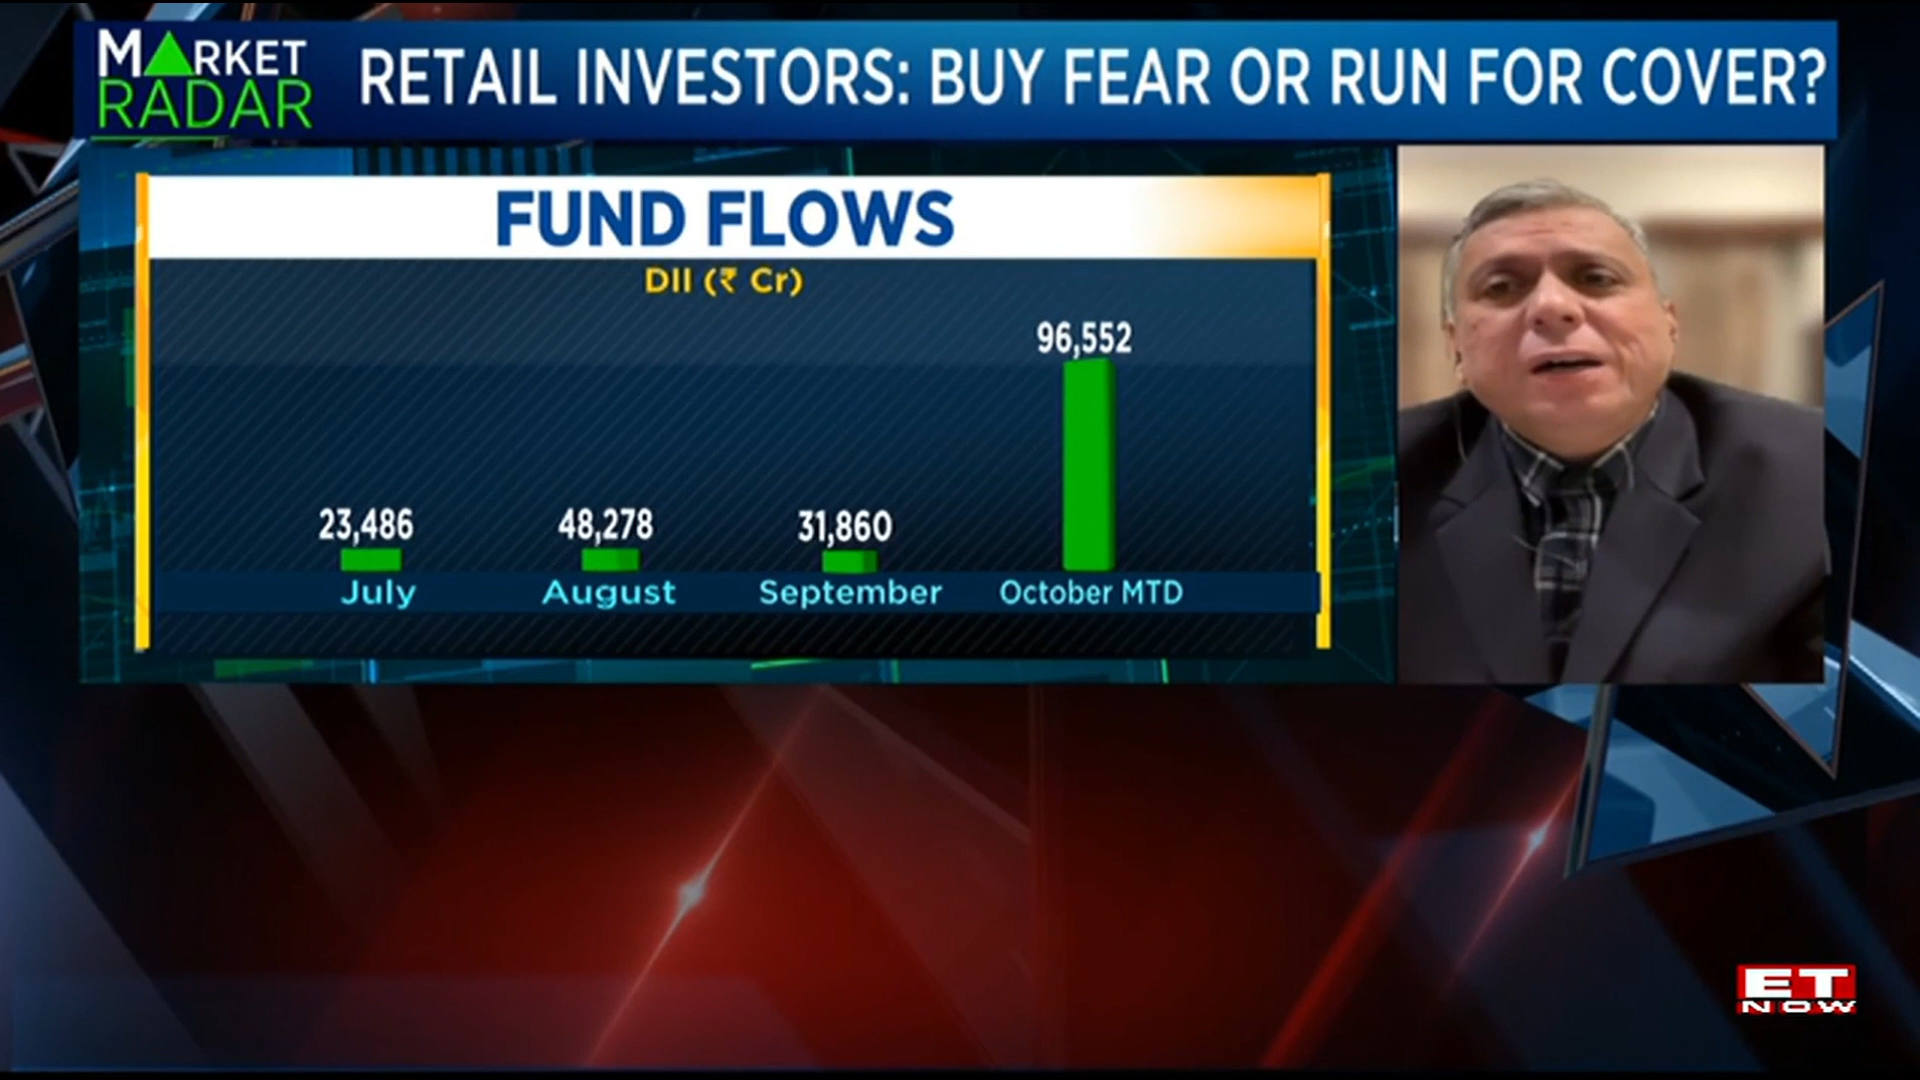 MARKET
RADAR
RETAIL INVESTORS: BUY FEAR OR RUN FOR COVER?
FUND FLOWS
DII (₹ Cr)
96,552
23,486
48,278
31,860
July
August
September
October MTD
ET
NOW